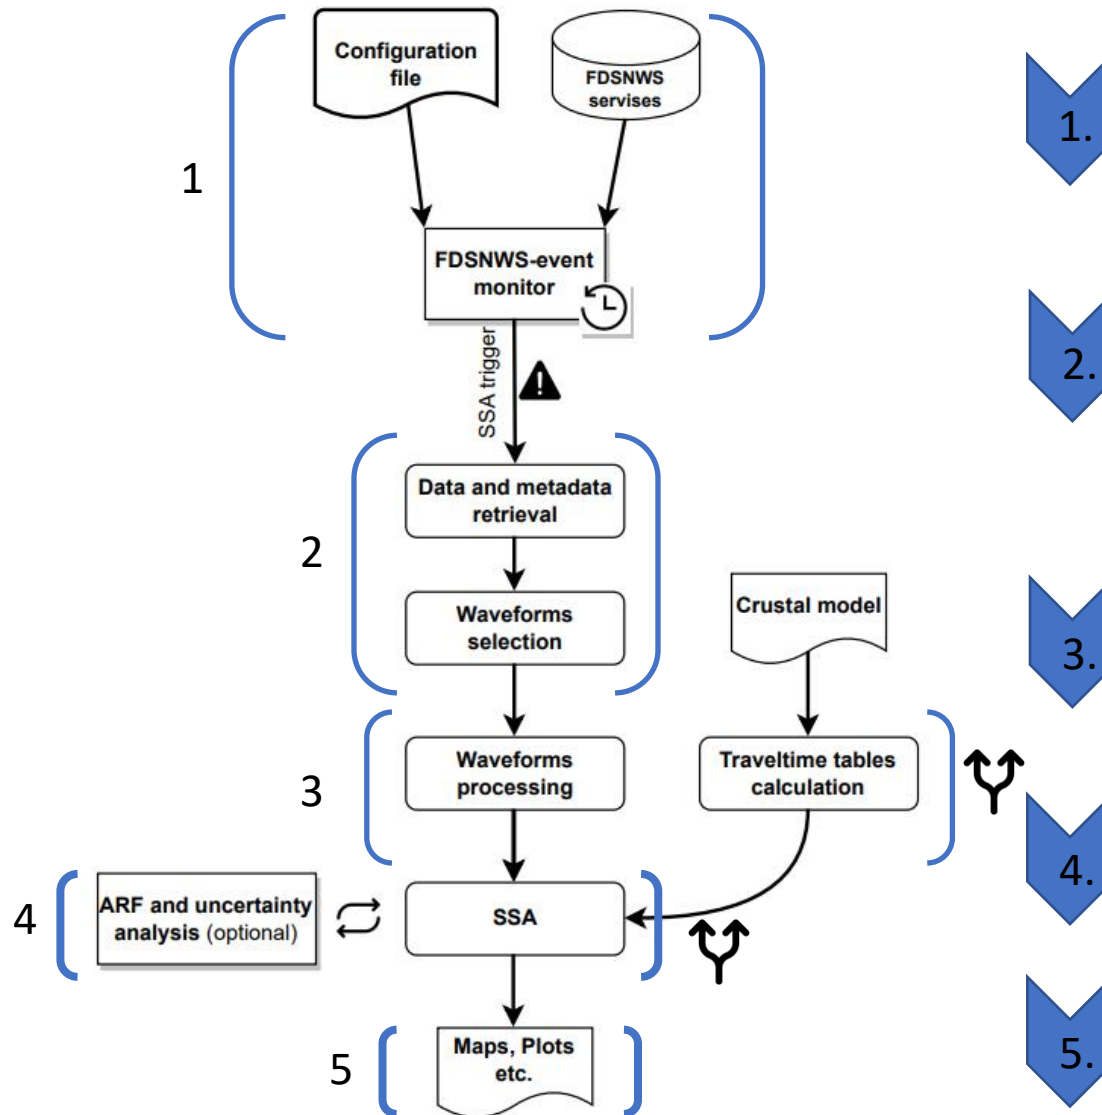 Configuration
file
FDSNWS
servises
1.
1
FDSNWS-event
monitor
SSA trigger
2.
Data and metadata
retrieval
2
Waveforms
selection
Crustal model
3.
Waveforms
processing
Traveltime tables
calculation
3
4.
4
ARF and uncertainty
analysis (optional)
SSA
5.
5
Maps, Plots
etc.